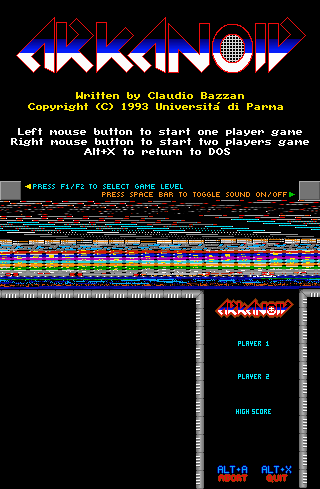 ARKANOID
Written by Claudio Bazzan
Copyright (C) 1993 Universitá di Parma
Left mouse button to start one player game
Right mouse button to start two players game
Alt+X to return to DOS
PRESS F1/F2 TO SELECT GAME LEVEL
PRESS SPACE BAR TO TOGGLE SOUND ON/OFF
ARKANOID
PLAYER 1
PLAYER 2
HIGH SCORE
ALT+A ALT+X
ABORT QUIT